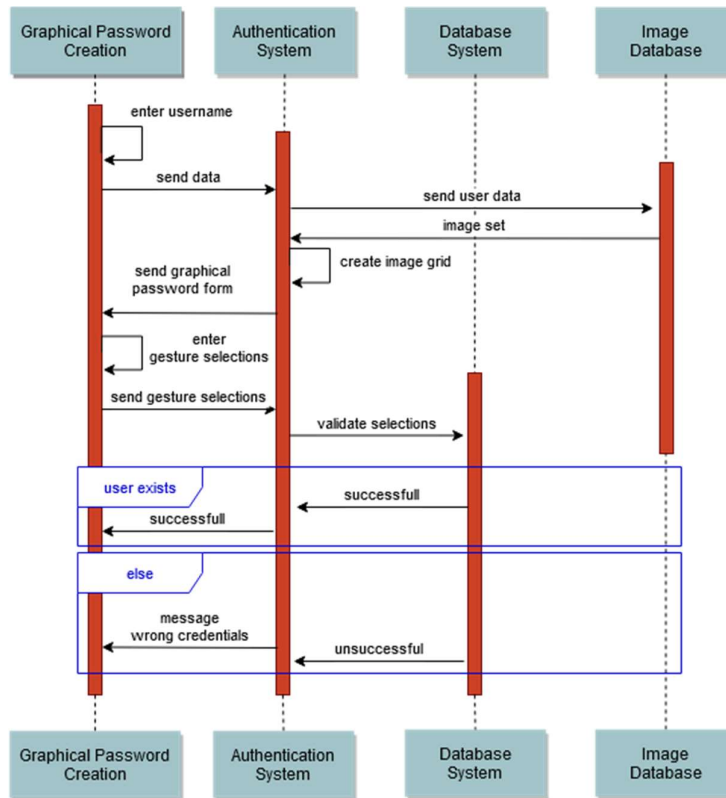 Graphical Password
Creation
Authentication
System
Database
System
Image
Database
enter username
send data
send user data
image set
create image grid
send graphical
password form
enter
gesture selections
send gesture selections
validate selections
user exists
successfull
successfull
else
message
wrong credentials
unsuccessful
Graphical Password
Creation
Authentication
System
Database
System
Image
Database